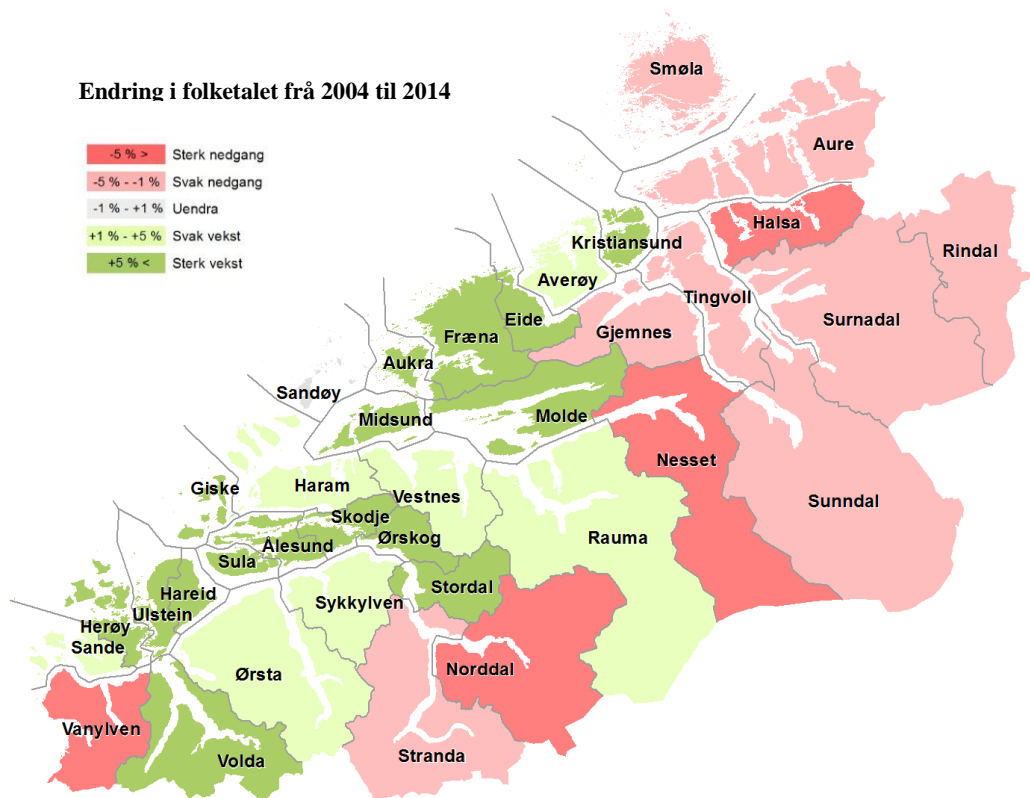 Endring i folketalet frå 2004 til 2014
-5 % > Sterk nedgang
-5 % - -1 % Svak nedgang
-1 % - +1 % Uendra
+1 % - +5 % Svak vekst
+5 % < Sterk vekst
Smøla
Aure
Halsa
Kristiansund
Rindal
Averøy
Tingvoll
Surnadal
Eide
Gjemnes
Fræna
Aukra
Sandøy
Midsund
Molde
Nesset
Sunndal
Giske
Haram
Vestnes
Skodje
Ørskog
Rauma
Ålesund
Sula
Stordal
Hareid
Sykkylven
Ulstein
Herøy
Sande
Norddal
Ørsta
Vanylven
Stranda
Volda